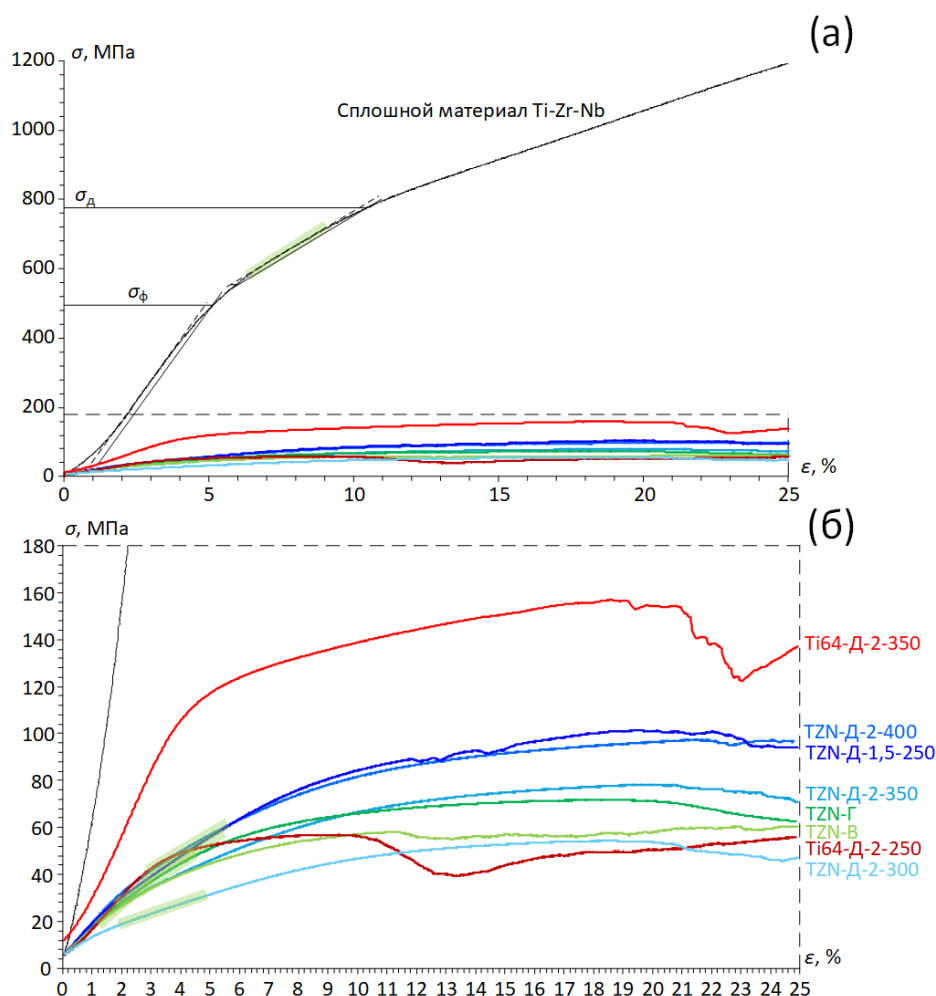 (а)
σ, МПа
1200
1000
800
600
400
200
0
Сплошной материал Ti-Zr-Nb
σд
σф
0 5 10 15 20 25
ε, %
(б)
σ, МПа
180
160
140
120
100
80
60
40
20
0
Ti64-Д-2-350
TZN-Д-2-400
TZN-Д-1,5-250
TZN-Д-2-350
TZN-Г
TZN-В
Ti64-Д-2-250
TZN-Д-2-300
ε, %
0 1 2 3 4 5 6 7 8 9 10 11 12 13 14 15 16 17 18 19 20 21 22 23 24 25